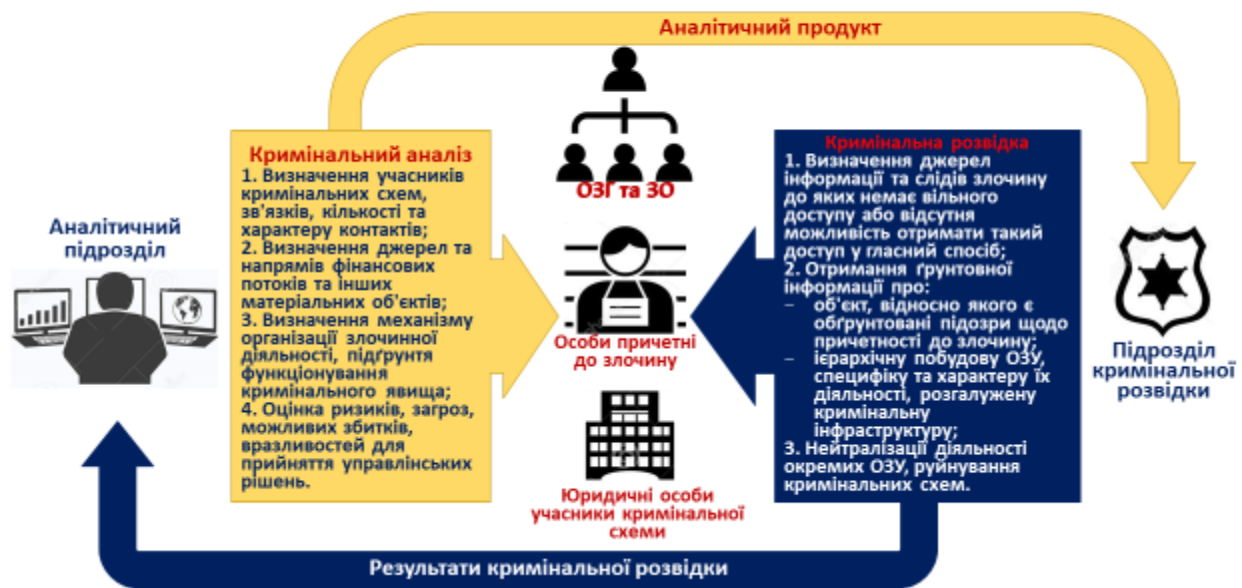 Аналітичний продукт
Аналітичний
підрозділ
Кримінальний аналіз
1. Визначення учасників
кримінальних схем,
зв'язків, кількості та
характеру контактів;
2. Визначення джерел та
напрямів фінансових
потоків та інших
матеріальних об'єктів;
3. Визначення механізму
організації злочинної
діяльності, підґрунтя
функціонування
кримінального явища;
4. Оцінка ризиків, загроз,
можливих збитків,
вразливостей для
прийняття управлінських
рішень.
ОЗГ та ЗО
Особи причетні
до злочину
Юридичні особи
учасники кримінальної
схеми
Кримінальна розвідка
1. Визначення джерел
інформації та слідів злочину
до яких немає вільного
доступу або відсутня
можливість отримати такий
доступ у гласний спосіб;
2. Отримання ґрунтовної
інформації про:
– об'єкт, відносно якого є
обґрунтовані підозри щодо
причетності до злочину;
– ієрархічну побудову ОЗУ,
специфіку та характеру їх
діяльності, розгалужену
кримінальну
інфраструктуру;
3. Нейтралізації діяльності
окремих ОЗУ, руйнування
кримінальних схем.
Підрозділ
кримінальної
розвідки
Результати кримінальної розвідки